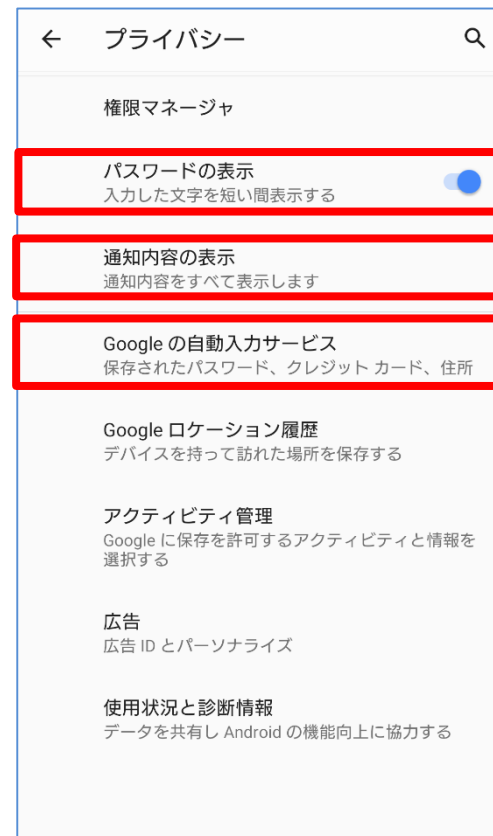 プライバシー
権限マネージャ
パスワードの表示
入力した文字を短い間表示する
通知内容の表示
通知内容をすべて表示します
Google の自動入力サービス
保存されたパスワード、クレジット カード、住所
Google ロケーション履歴
デバイスを持って訪れた場所を保存する
アクティビティ管理
Google に保存を許可するアクティビティと情報を
選択する
広告
広告 ID とパーソナライズ
使用状況と診断情報
データを共有し Android の機能向上に協力する